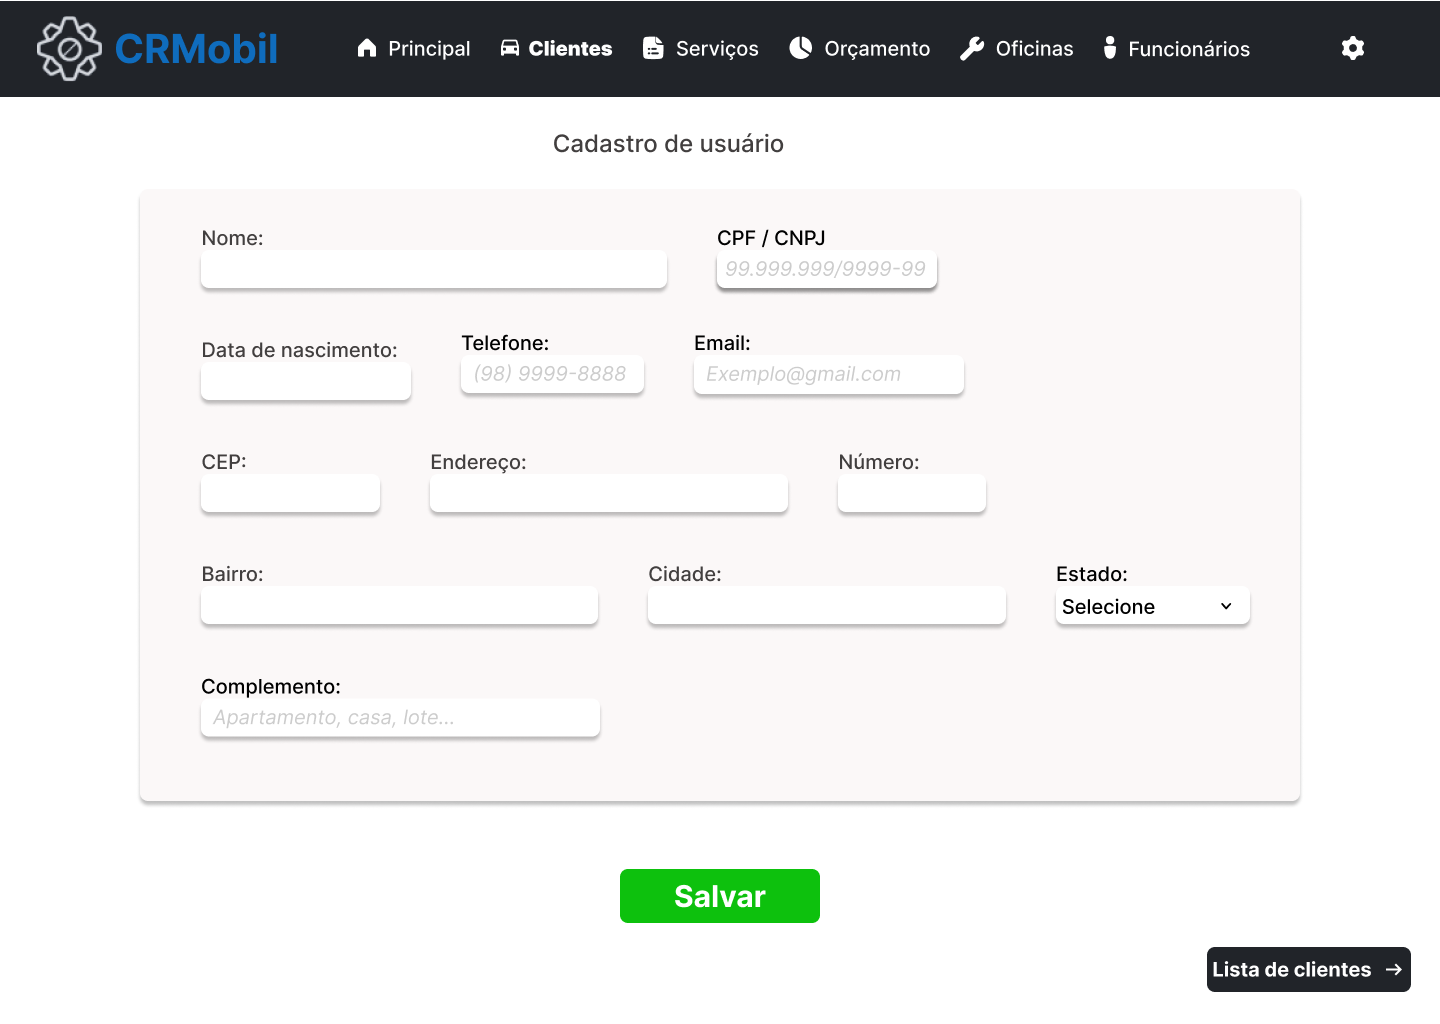 CRMobil
Principal
Clientes
Serviços
Orçamento
Oficinas
Funcionários
Cadastro de usuário
Nome:
CPF / CNPJ
99.999.999/9999-99
Data de nascimento:
Telefone:
(98) 9999-8888
Email:
Exemplo@gmail.com
CEP:
Endereço:
Número:
Bairro:
Cidade:
Estado:
Selecione
Complemento:
Apartamento, casa, lote...
Salvar
Lista de clientes →